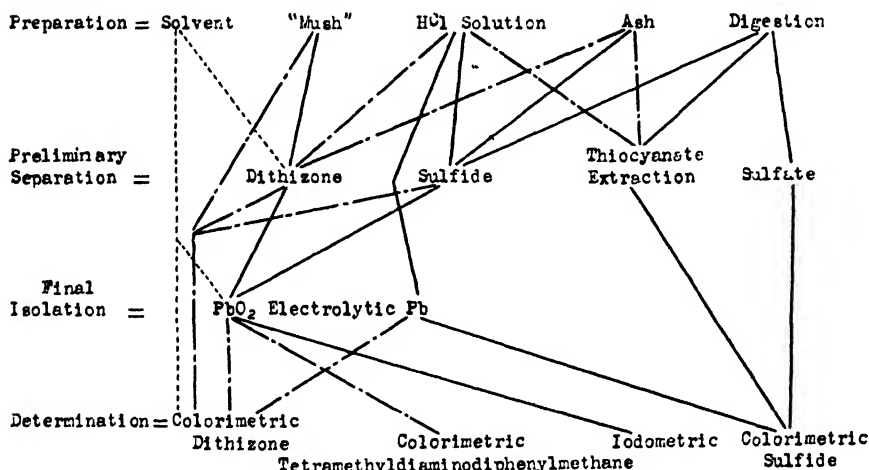 Preparation = Solvent "Mush" HCl Solution Ash Digestion
Preliminary
Separation = Dithizone Sulfide Thiocyanate
Extraction Sulfate
Final
Isolation = PbO₂ Electrolytic Pb
Determination = Colorimetric
Dithizone Colorimetric Iodometric Colorimetric
Tetramethyldiaminodiphenylmethane Sulfide